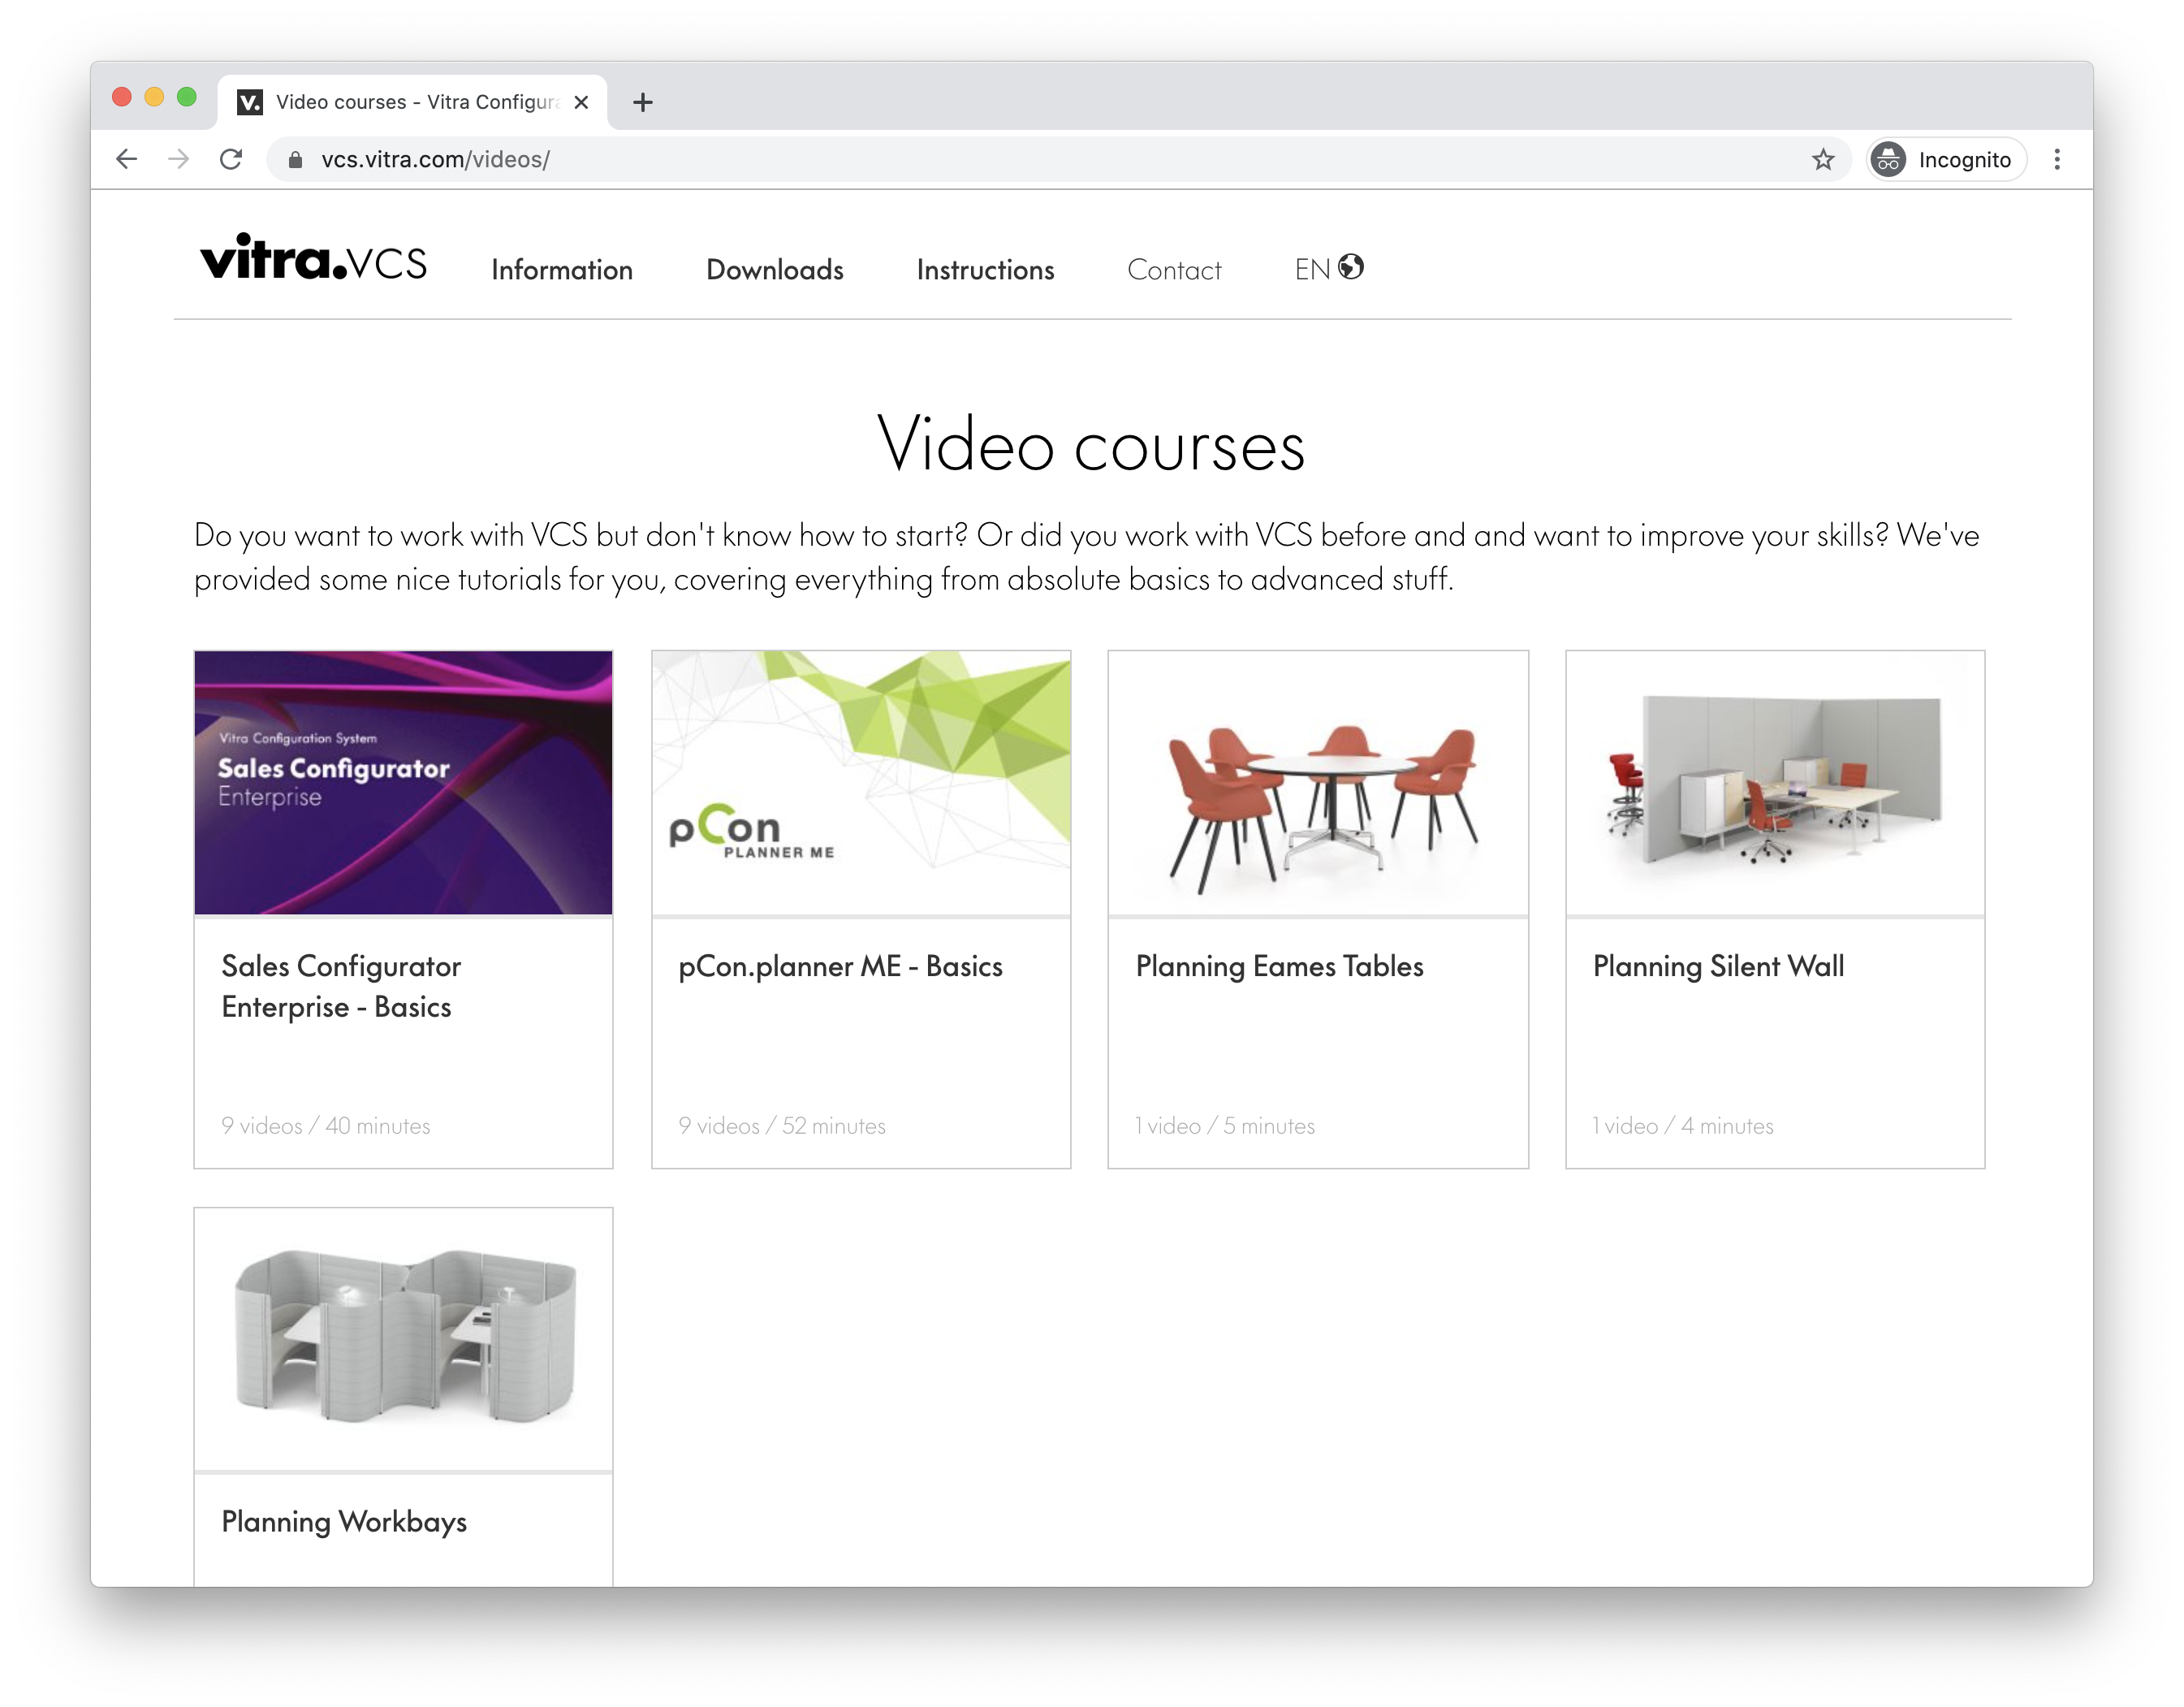 Video courses - Vitra Configura
vcs.vitra.com/videos/
Incognito
vitra.VCS
Information
Downloads
Instructions
Contact
EN
Video courses
Do you want to work with VCS but don't know how to start? Or did you work with VCS before and and want to improve your skills? We've
provided some nice tutorials for you, covering everything from absolute basics to advanced stuff.
Vitra Configuration System
Sales Configurator
Enterprise
Sales Configurator
Enterprise - Basics
9 videos / 40 minutes
pCon
PLANNER ME
pCon.planner ME - Basics
9 videos / 52 minutes
Planning Eames Tables
1 video / 5 minutes
Planning Silent Wall
1 video / 4 minutes
Planning Workbays